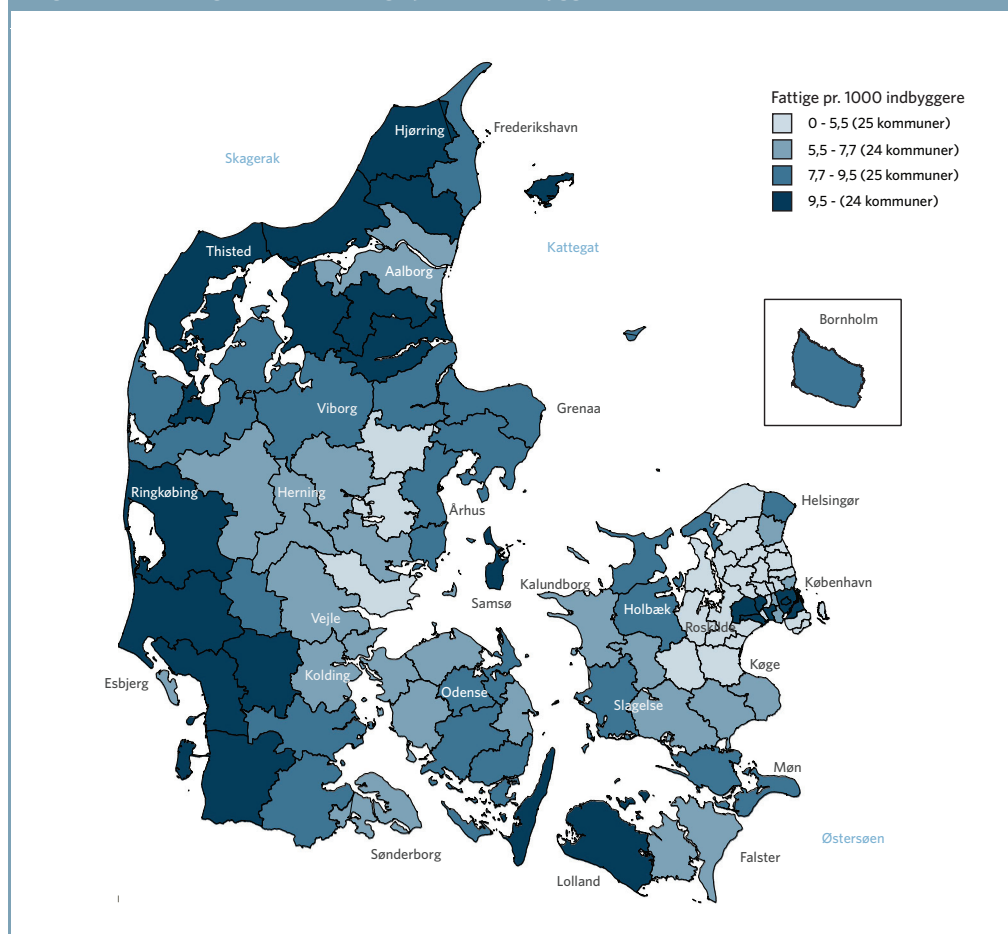 Fattige pr. 1000 indbyggere
0 - 5,5 (25 kommuner)
5,5 - 7,7 (24 kommuner)
7,7 - 9,5 (25 kommuner)
9,5 - (24 kommuner)
Hjørring
Frederikshavn
Skagerak
Kattegat
Thisted
Aalborg
Bornholm
Viborg
Grenaa
Ringkøbing
Herning
Helsingør
Århus
Kalundborg
København
Samsø
Holbæk
Vejle
Roskilde
Køge
Esbjerg
Kolding
Odense
Slagelse
Møn
Østersøen
Sønderborg
Falster
Lolland